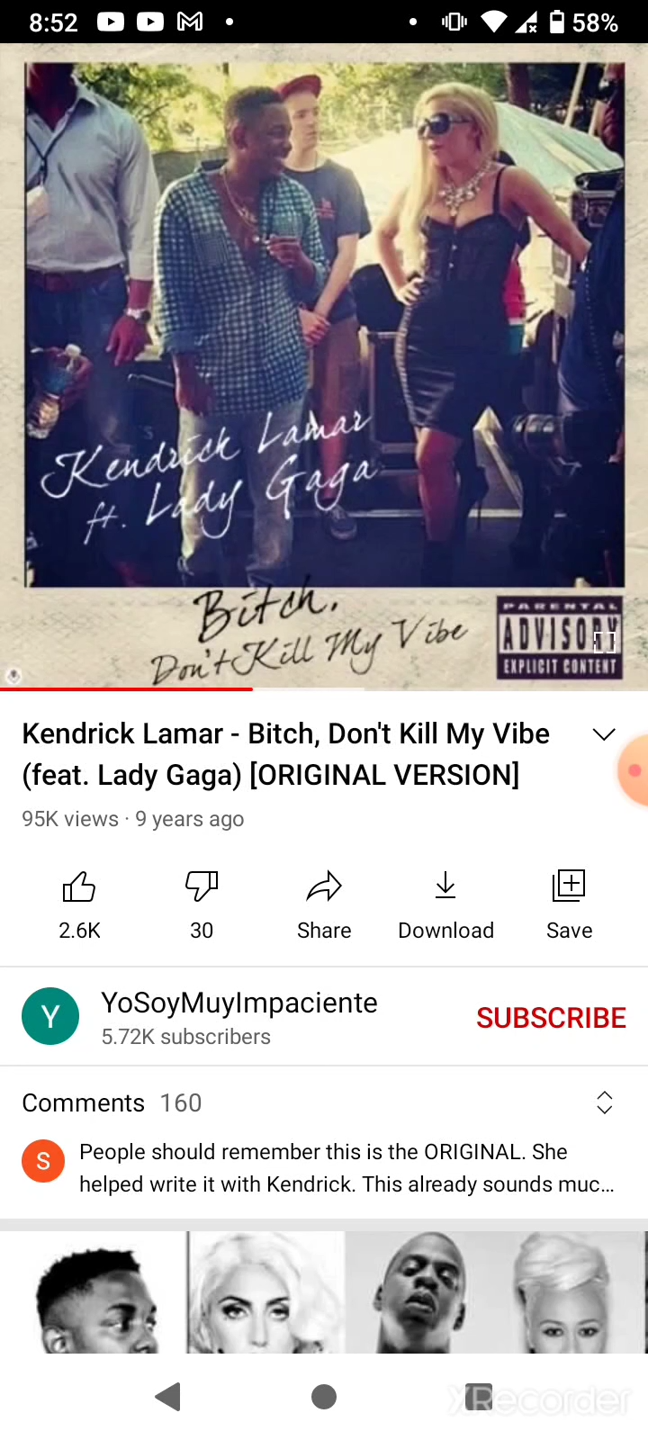 8:52
58%
Kendrick Lamar
ft. Lady Gaga
Bitch,
Don't Kill My Vibe
PARENTAL
ADVISORY
EXPLICIT CONTENT
Kendrick Lamar - Bitch, Don't Kill My Vibe
(feat. Lady Gaga) [ORIGINAL VERSION]
95K views · 9 years ago
2.6K
30
Share
Download
Save
Y
YoSoyMuyImpaciente
5.72K subscribers
SUBSCRIBE
Comments 160
S
People should remember this is the ORIGINAL. She
helped write it with Kendrick. This already sounds muc...
XRecorder